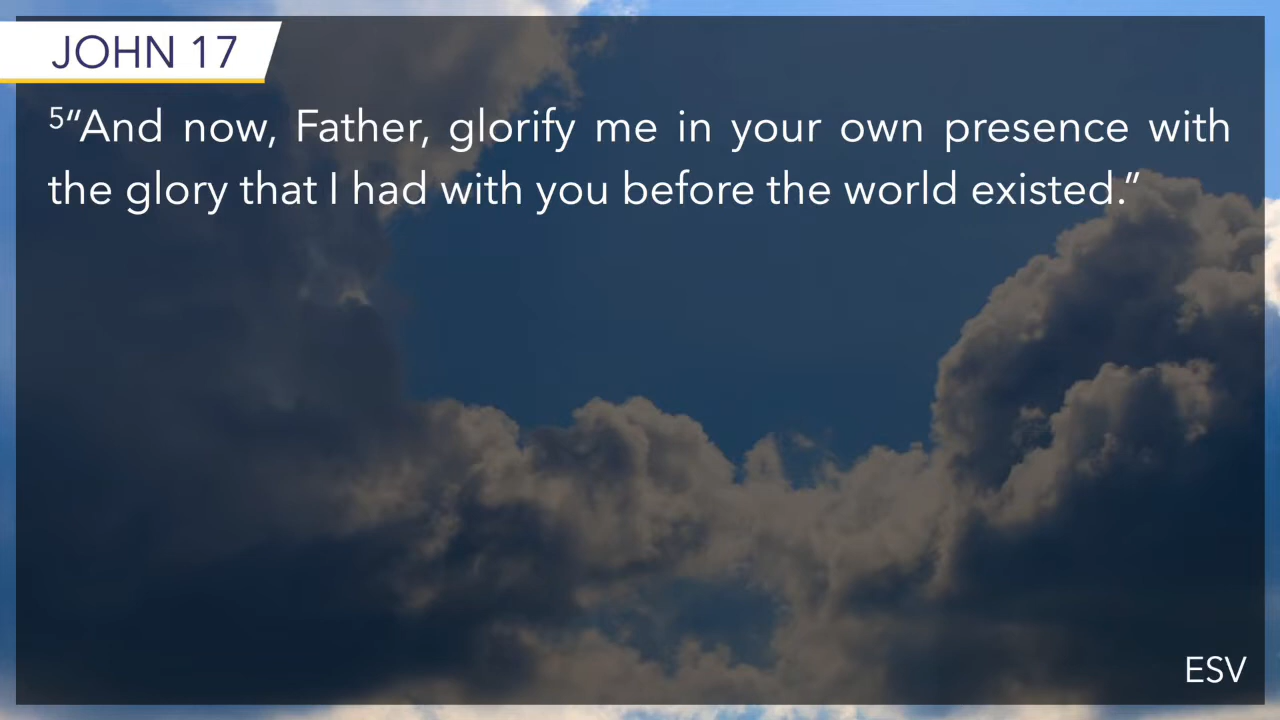 JOHN 17
5“And now, Father, glorify me in your own presence with
the glory that I had with you before the world existed.”
ESV